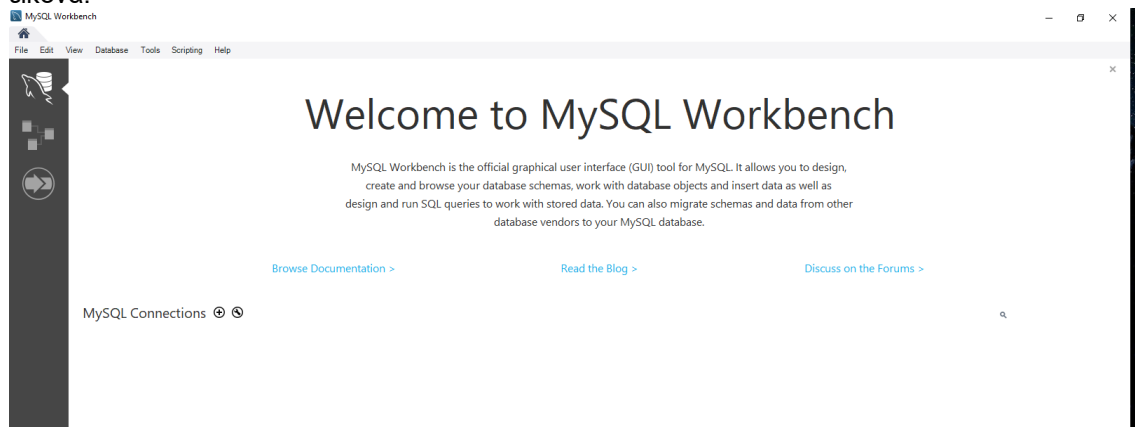 MySQL Workbench
File Edit View Database Tools Scripting Help
Welcome to MySQL Workbench
MySQL Workbench is the official graphical user interface (GUI) tool for MySQL. It allows you to design,
create and browse your database schemas, work with database objects and insert data as well as
design and run SQL queries to work with stored data. You can also migrate schemas and data from other
database vendors to your MySQL database.
Browse Documentation >
Read the Blog >
Discuss on the Forums >
MySQL Connections